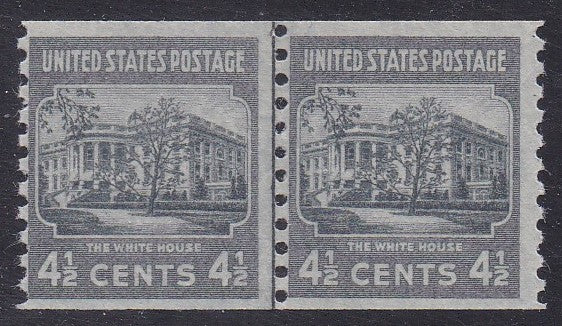 UNITED STATES POSTAGE
THE WHITE HOUSE
4½ CENTS 4½
UNITED STATES POSTAGE
THE WHITE HOUSE
4½ CENTS 4½